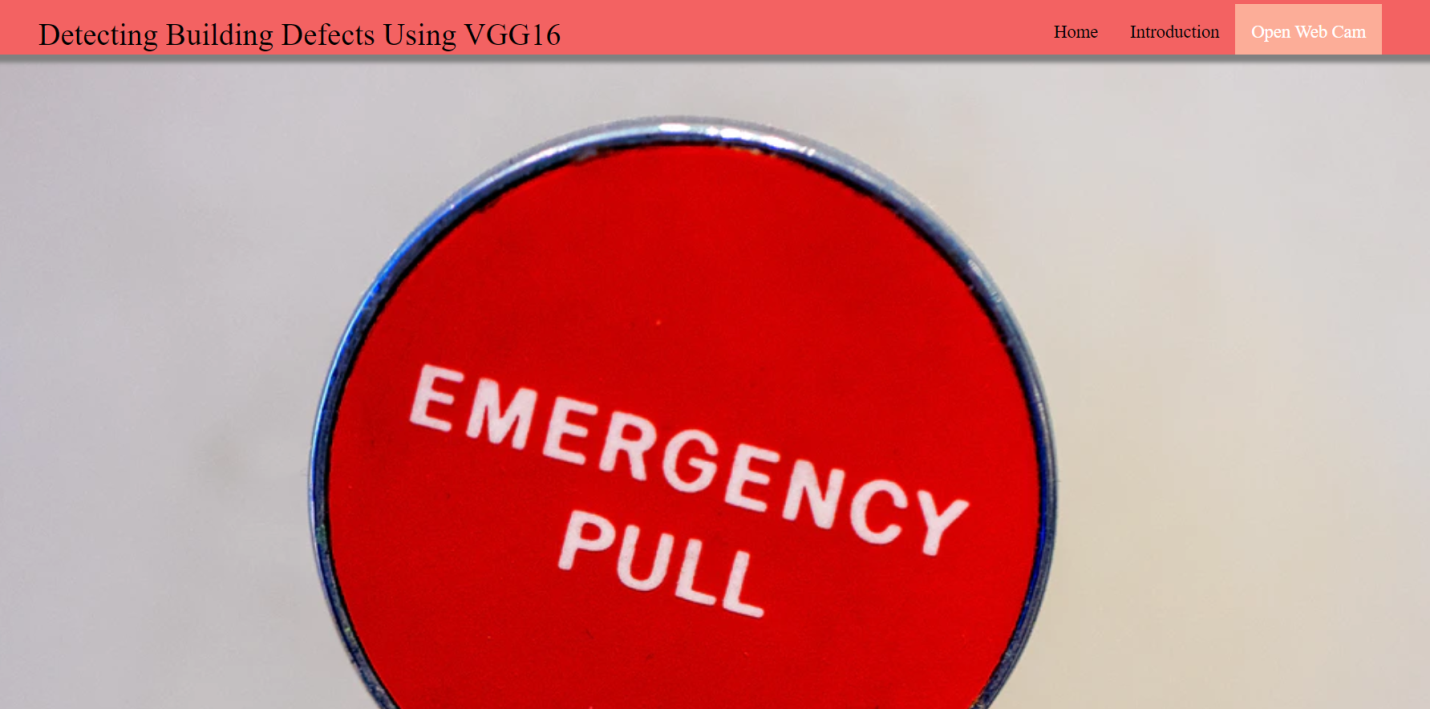 Detecting Building Defects Using VGG16
Home Introduction Open Web Cam
EMERGENCY
PULL